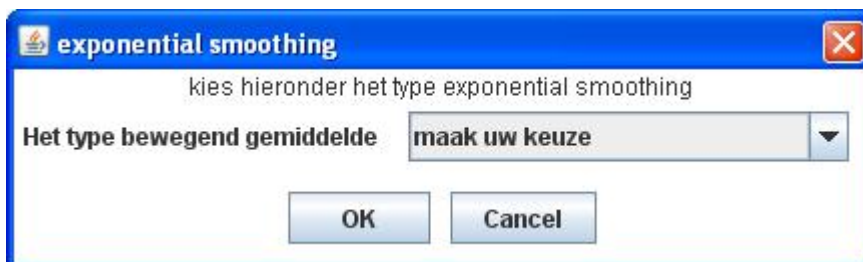 exponential smoothing
kies hieronder het type exponential smoothing
Het type bewegend gemiddelde maak uw keuze
OK Cancel